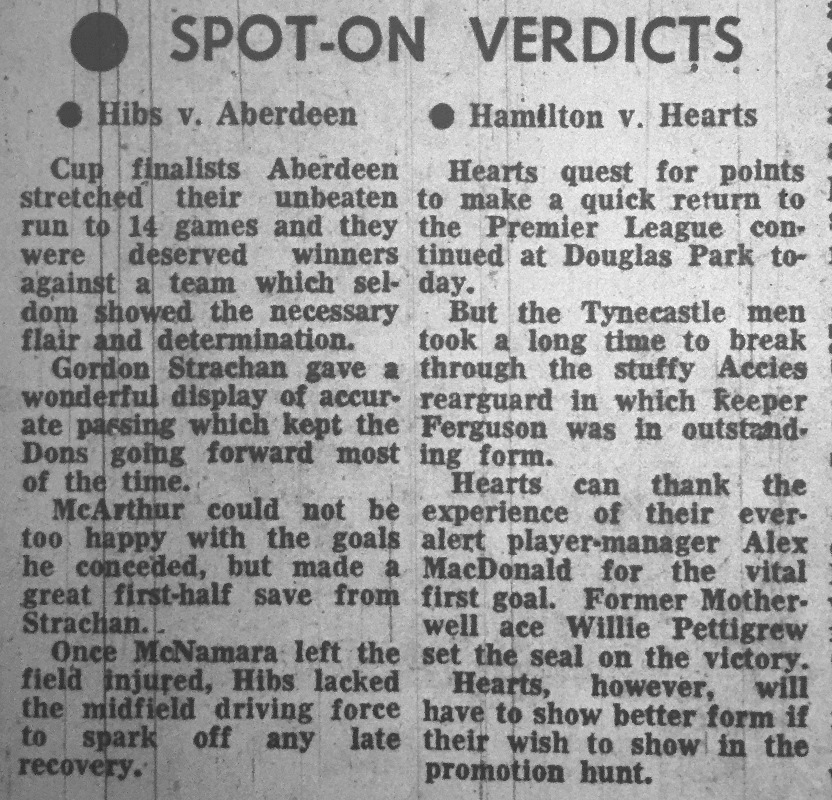 ● SPOT-ON VERDICTS
● Hibs v. Aberdeen
Cup finalists Aberdeen
stretched their unbeaten
run to 14 games and they
were deserved winners
against a team which sel-
dom showed the necessary
flair and determination.
Gordon Strachan gave a
wonderful display of accur-
ate passing which kept the
Dons going forward most
of the time.
McArthur could not be
too happy with the goals
he conceded, but made a
great first-half save from
Strachan.
Once McNamara left the
field injured, Hibs lacked
the midfield driving force
to spark off any late
recovery.
● Hamilton v. Hearts
Hearts quest for points
to make a quick return to
the Premier League con-
tinued at Douglas Park to-
day.
But the Tynecastle men
took a long time to break
through the stuffy Accies
rearguard in which keeper
Ferguson was in outstand-
ing form.
Hearts can thank the
experience of their ever-
alert player-manager Alex
MacDonald for the vital
first goal. Former Mother-
well ace Willie Pettigrew
set the seal on the victory.
Hearts, however, will
have to show better form if
their wish to show in the
promotion hunt.